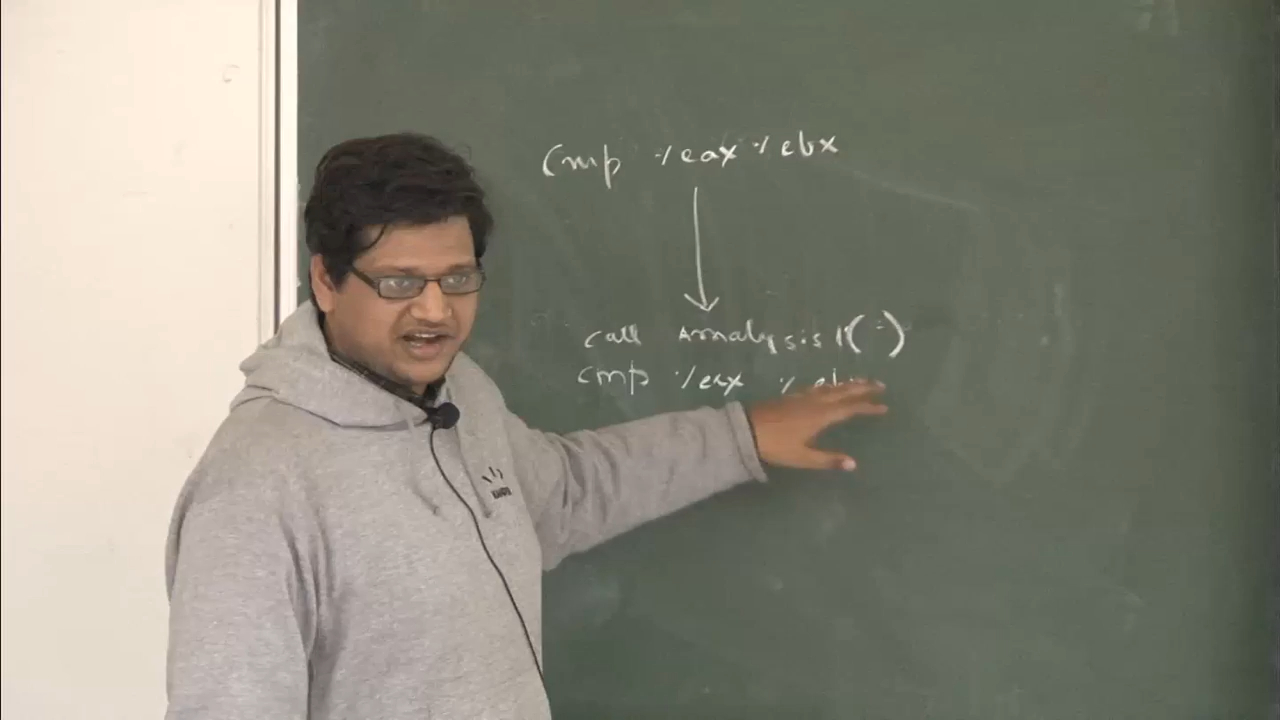 cmp %eax %ebx
call Analysis1(-)
cmp %eax %